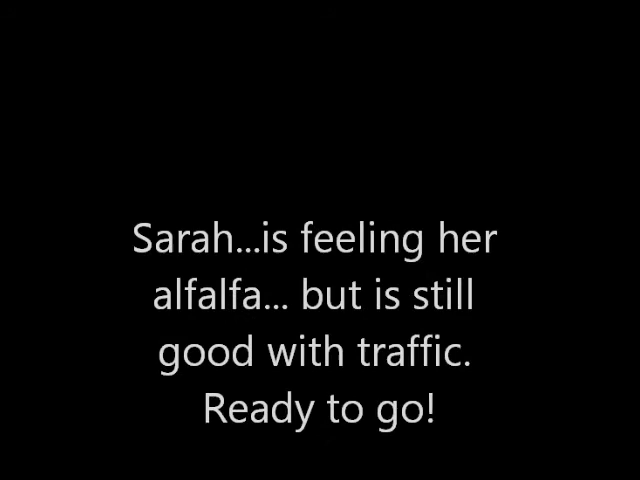 Sarah...is feeling her
alfalfa... but is still
good with traffic.
Ready to go!